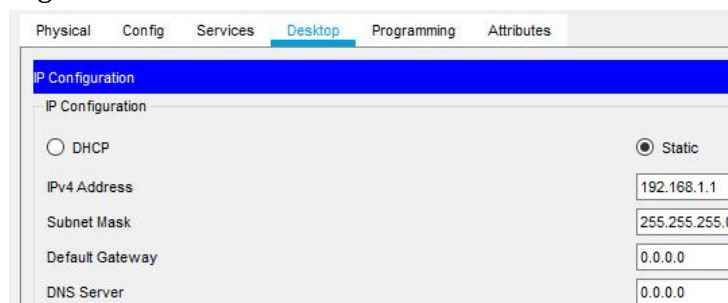 Physical Config Services Desktop Programming Attributes
IP Configuration
IP Configuration
DHCP Static
IPv4 Address 192.168.1.1
Subnet Mask 255.255.255.0
Default Gateway 0.0.0.0
DNS Server 0.0.0.0